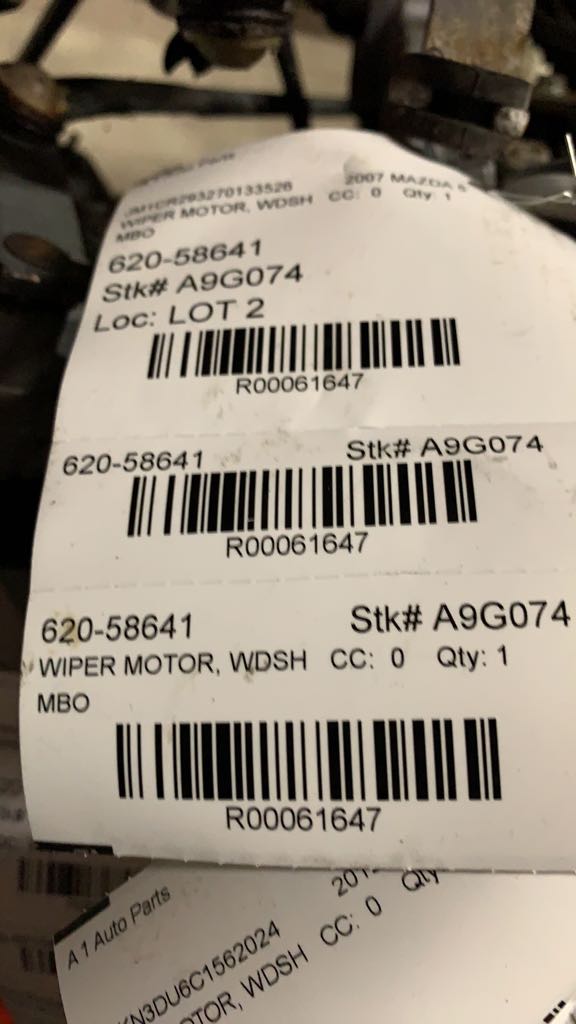 Parts
JM1CR293270133526 2007 MAZDA 5
WIPER MOTOR, WDSH CC: 0 Qty: 1
MBO
620-58641
Stk# A9G074
Loc: LOT 2
R00061647
620-58641 Stk# A9G074
R00061647
620-58641 Stk# A9G074
WIPER MOTOR, WDSH CC: 0 Qty: 1
MBO
R00061647
A 1 Auto Parts
KN3DU6C1562024
OTOR, WDSH CC: 0 Qty